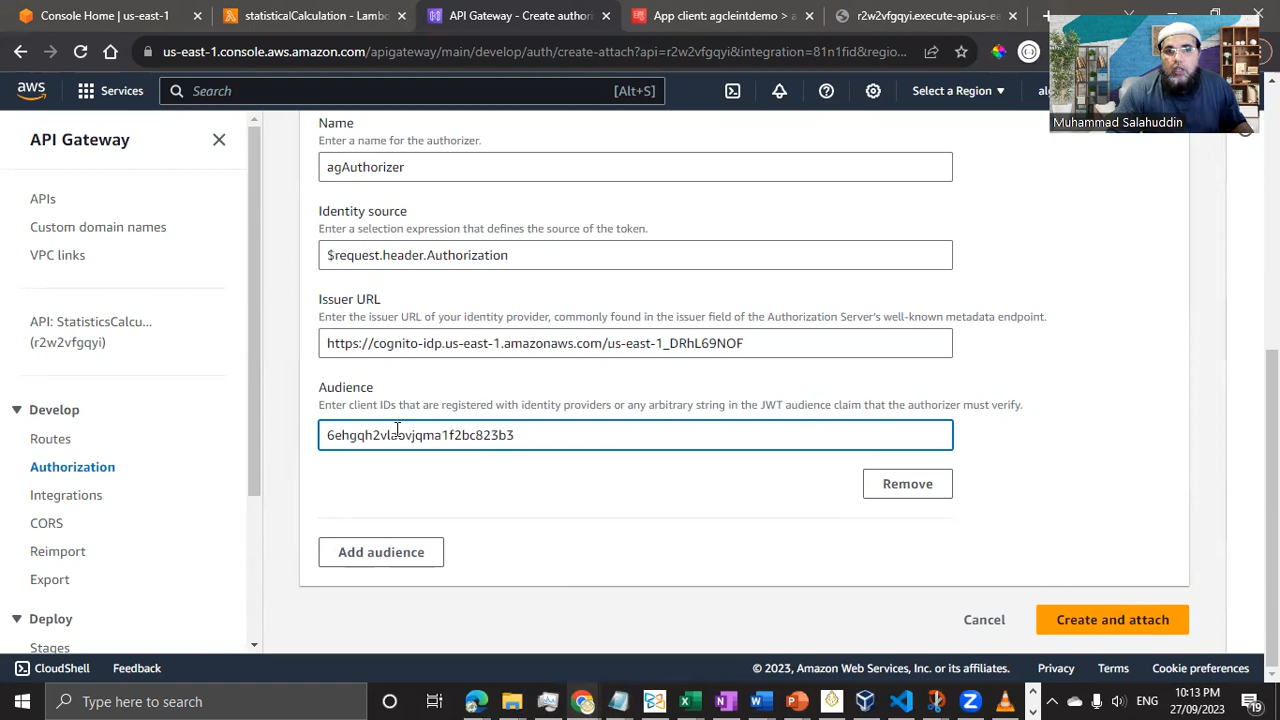 Console Home | us-east-1
statisticalCalculation - Lamb
API Gateway - Create authori
App client: clientdemo > a
r2w2vfgqyi.execute-api.us-ea
us-east-1.console.aws.amazon.com/apigateway/main/develop/auth/create-attach?api=r2w2vfgqyi&integration=81n1fid&regio...
aws
Services
Search
[Alt+S]
Select a Region
Muhammad Salahuddin
API Gateway
APIs
Custom domain names
VPC links
API: StatisticsCalcu...
(r2w2vfgqyi)
Develop
Routes
Authorization
Integrations
CORS
Reimport
Export
Deploy
Stages
Name
Enter a name for the authorizer.
agAuthorizer
Identity source
Enter a selection expression that defines the source of the token.
$request.header.Authorization
Issuer URL
Enter the issuer URL of your identity provider, commonly found in the issuer field of the Authorization Server's well-known metadata endpoint.
https://cognito-idp.us-east-1.amazonaws.com/us-east-1_DRhL69NOF
Audience
Enter client IDs that are registered with identity providers or any arbitrary string in the JWT audience claim that the authorizer must verify.
6ehgqh2vlaovjqma1f2bc823b3
Remove
Add audience
Cancel
Create and attach
CloudShell
Feedback
© 2023, Amazon Web Services, Inc. or its affiliates.
Privacy
Terms
Cookie preferences
Type here to search
ENG
10:13 PM
27/09/2023
19